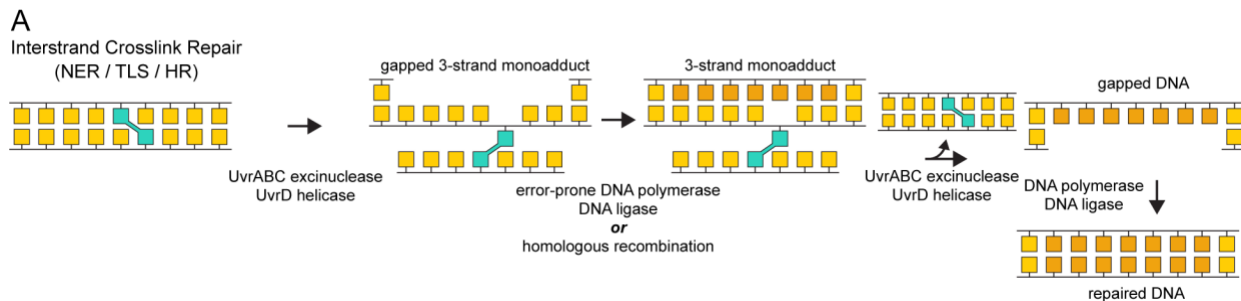 A
Interstrand Crosslink Repair
(NER / TLS / HR)
UvrABC excinuclease
UvrD helicase
gapped 3-strand monoadduct
error-prone DNA polymerase
DNA ligase
or
homologous recombination
3-strand monoadduct
UvrABC excinuclease
UvrD helicase
gapped DNA
DNA polymerase
DNA ligase
repaired DNA